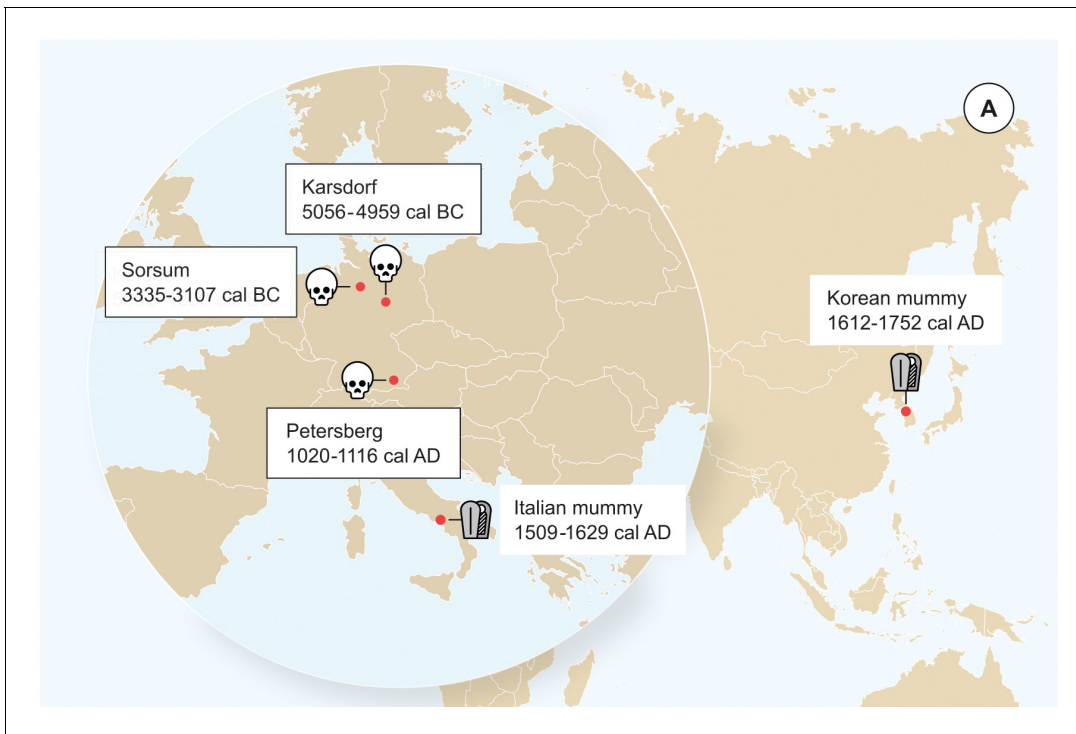 A
Karsdorf
5056-4959 cal BC
Sorsum
3335-3107 cal BC
Korean mummy
1612-1752 cal AD
Petersberg
1020-1116 cal AD
Italian mummy
1509-1629 cal AD